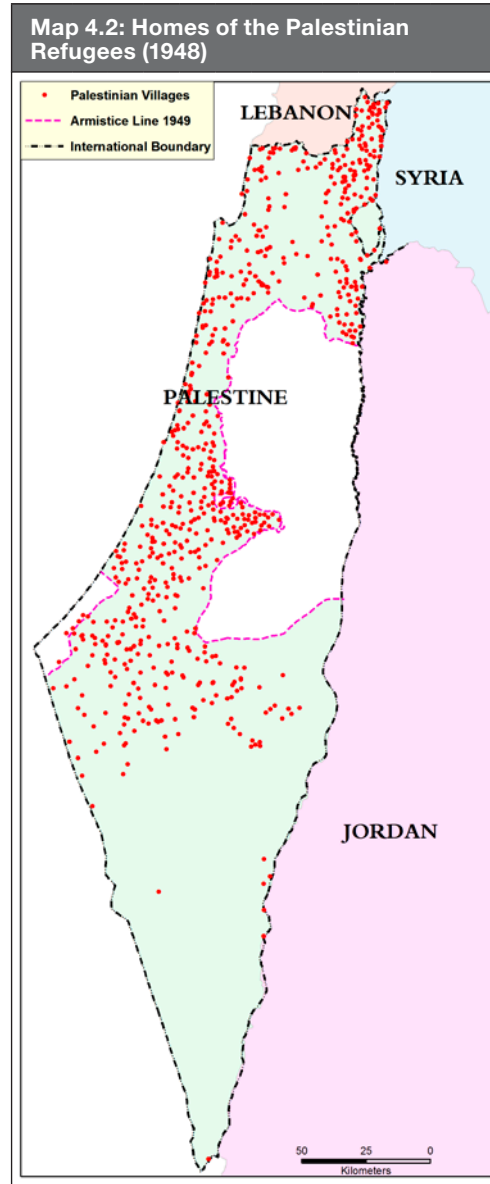 Map 4.2: Homes of the Palestinian
Refugees (1948)
Palestinian Villages
Armistice Line 1949
International Boundary
LEBANON
SYRIA
PALESTINE
JORDAN
50 25 0
Kilometers